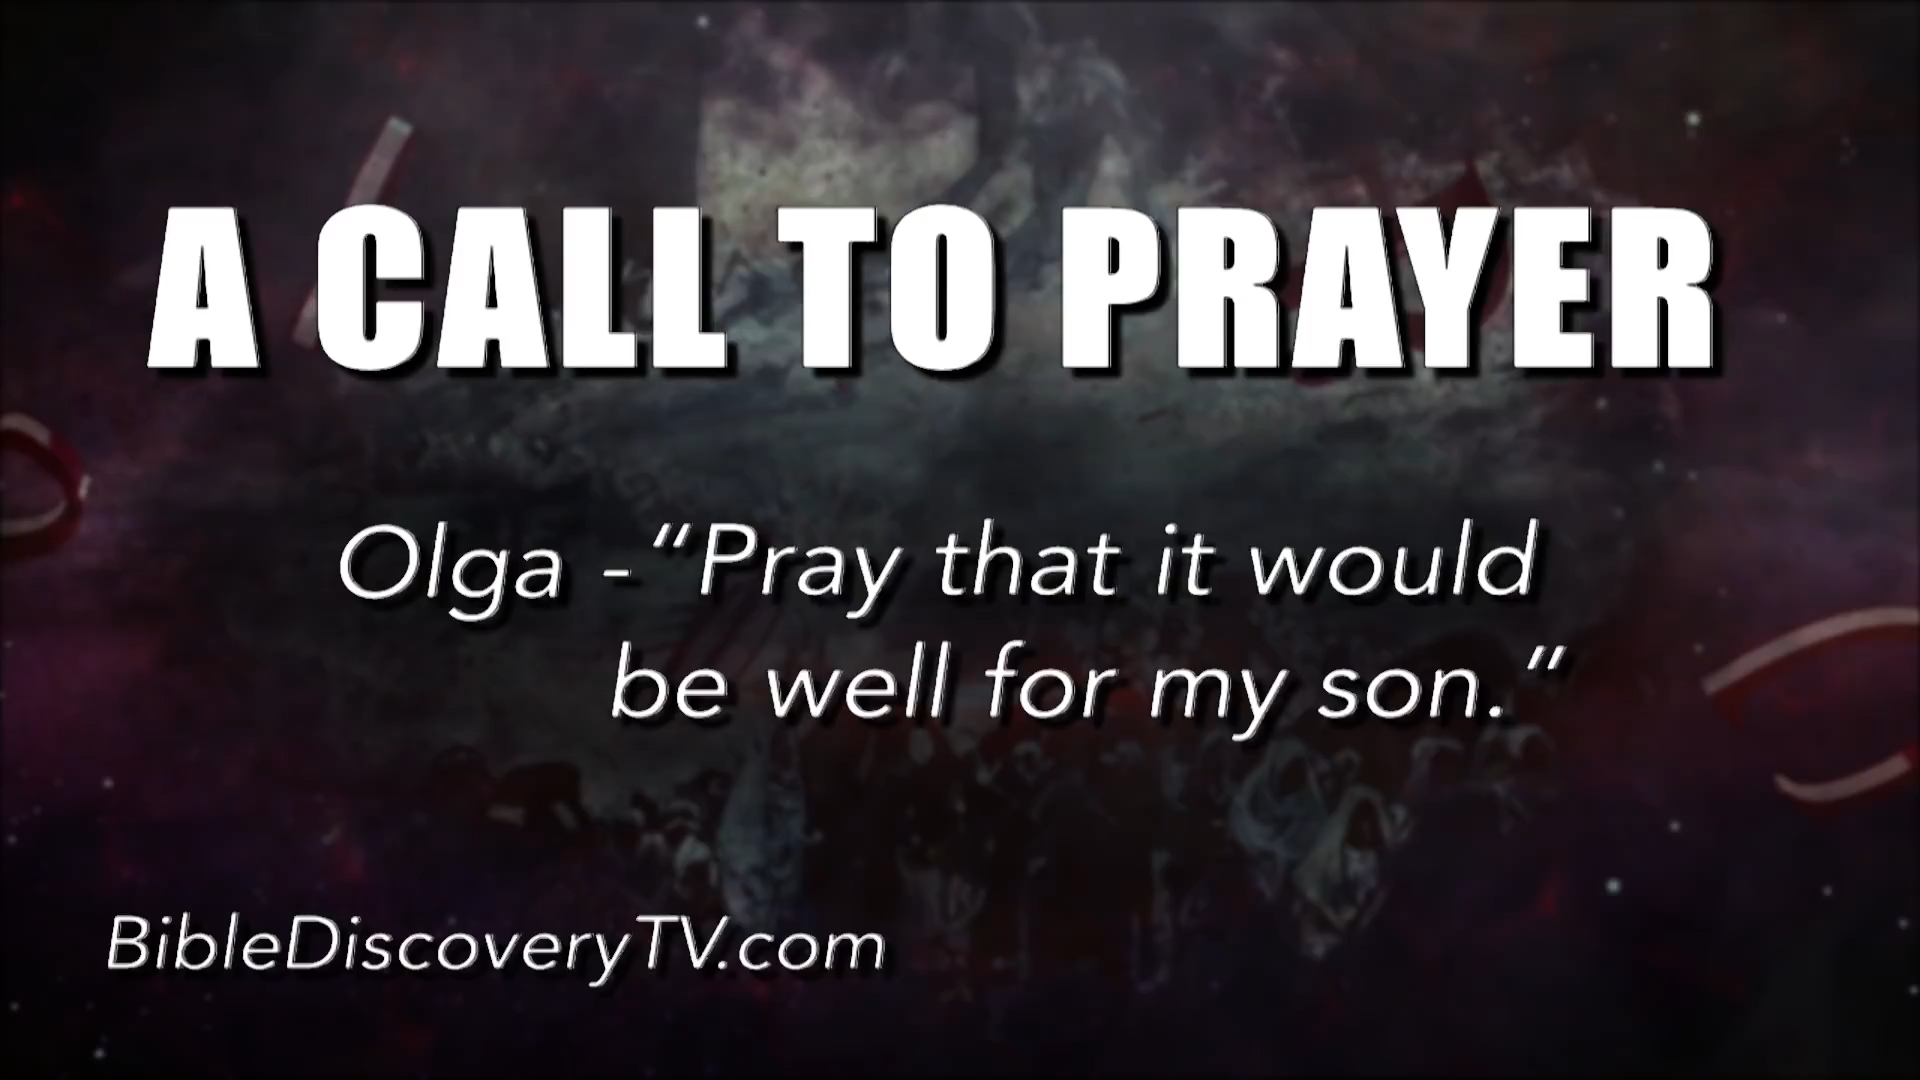 A CALL TO PRAYER
Olga - “Pray that it would
be well for my son.“
BibleDiscoveryTV.com